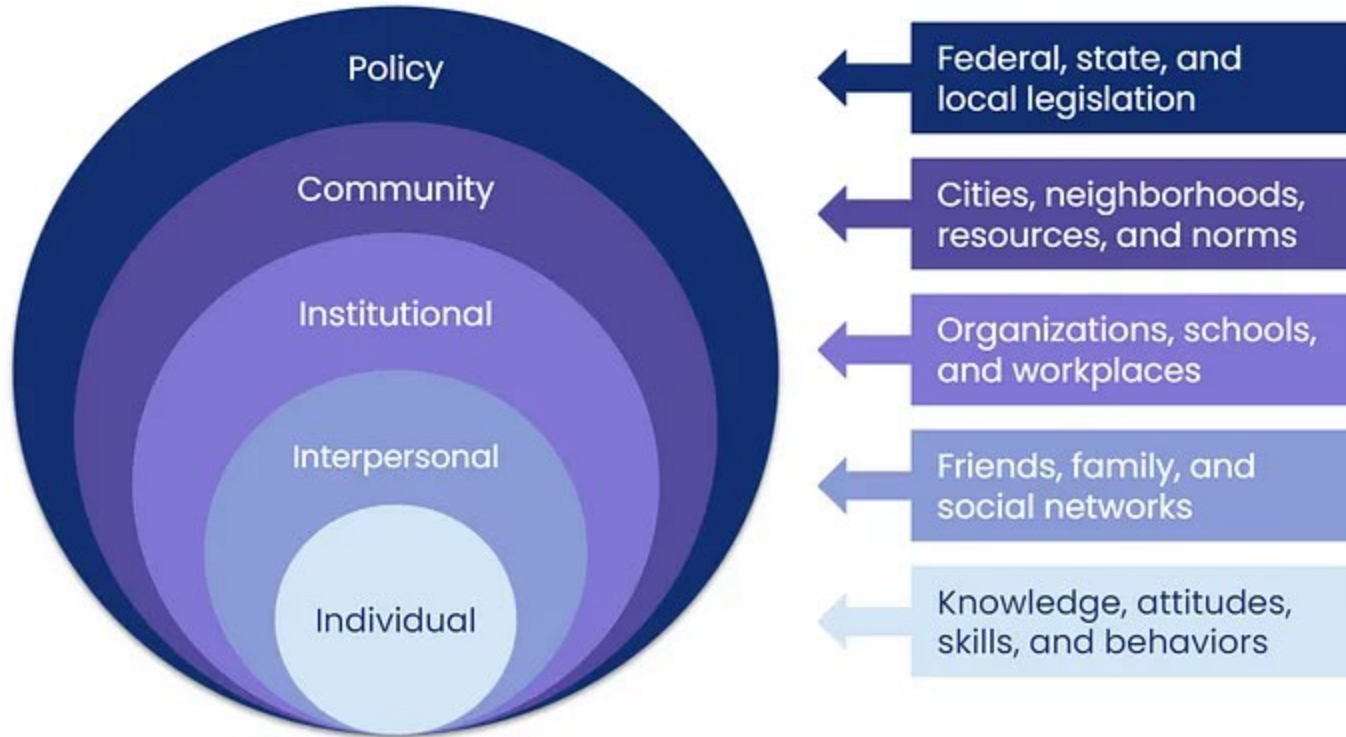 Policy
Community
Institutional
Interpersonal
Individual
Federal, state, and
local legislation
Cities, neighborhoods,
resources, and norms
Organizations, schools,
and workplaces
Friends, family, and
social networks
Knowledge, attitudes,
skills, and behaviors